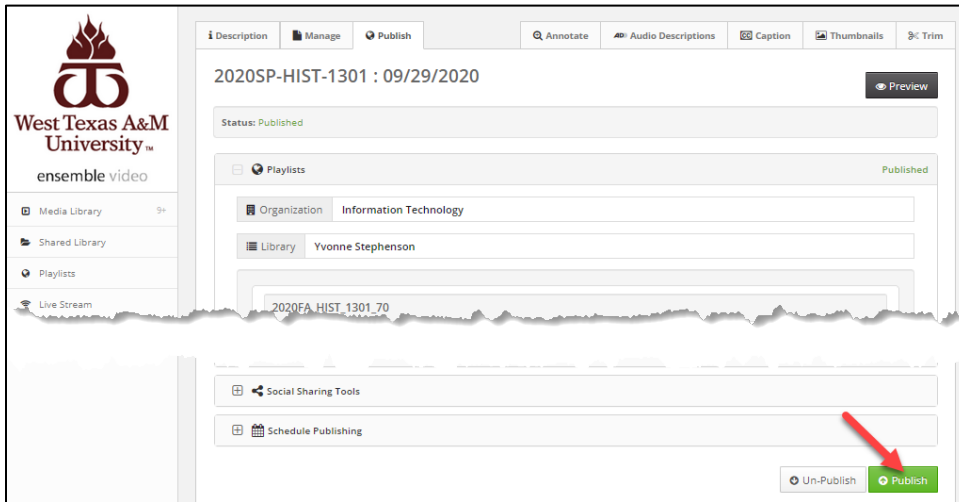 West Texas A&M
University™
ensemble video
Media Library 9+
Shared Library
Playlists
Live Stream
Description Manage Publish Annotate AD Audio Descriptions CC Caption Thumbnails Trim
2020SP-HIST-1301 : 09/29/2020
Preview
Status: Published
Playlists Published
Organization Information Technology
Library Yvonne Stephenson
2020FA_HIST_1301_70
Social Sharing Tools
Schedule Publishing
Un-Publish Publish